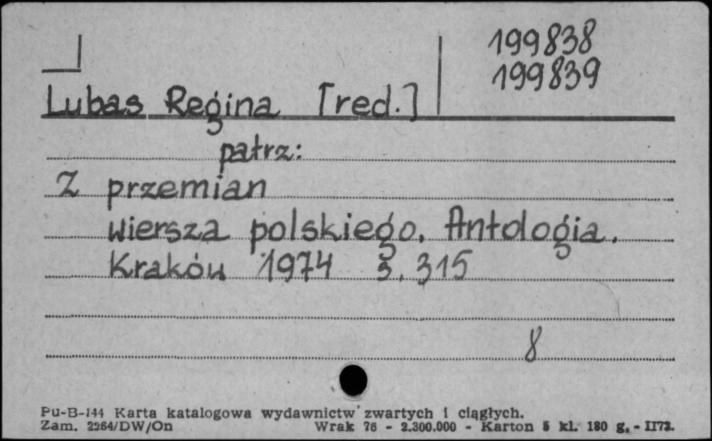 199838
199839
Lubas Regina [red.]
patrz:
Z przemian
wiersza polskiego. Antologia.
Kraków 1974 s. 315
8
Pu-B-144 Karta katalogowa wydawnictw zwartych i ciągłych.
Zam. 2264/DW/On Wrak 76 - 2.300.000 - Karton 5 kl. 180 g. - II73.